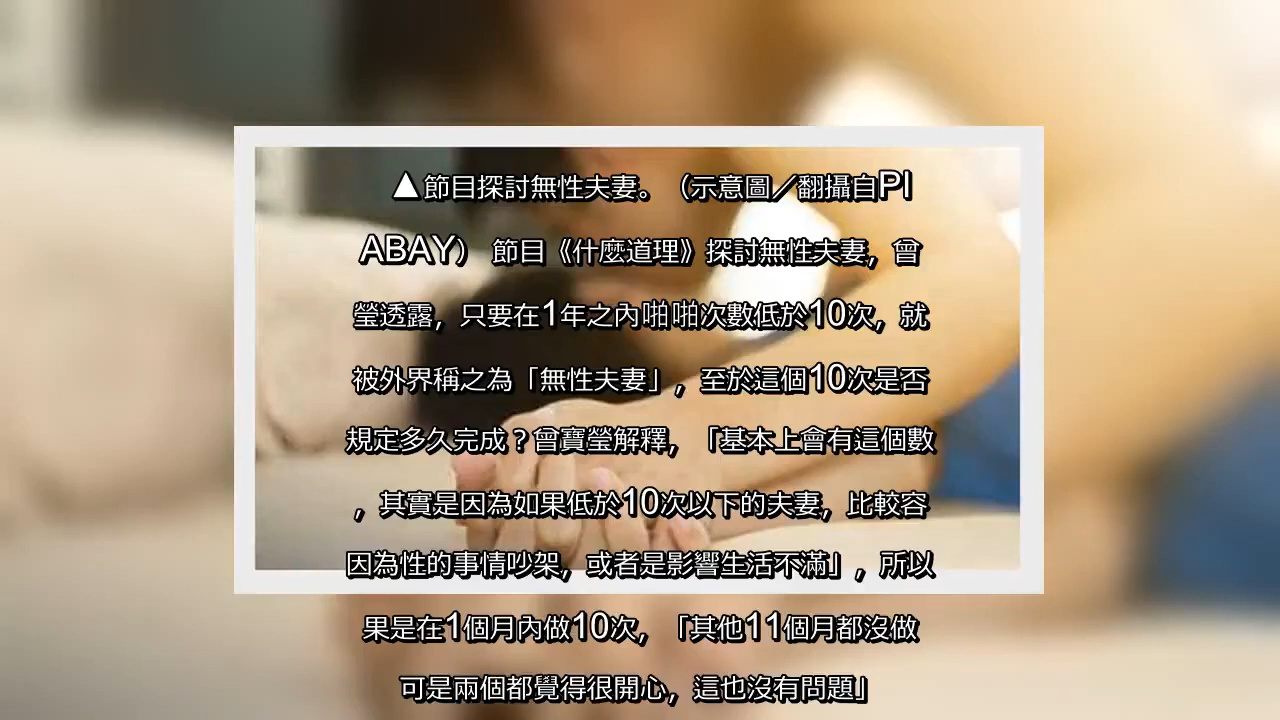 ▲節目探討無性夫妻。（示意圖／翻攝自PI
ABAY） 節目《什麼道理》探討無性夫妻，曾
瑩透露，只要在1年之內啪啪次數低於10次，就
被外界稱之為「無性夫妻」，至於這個10次是否
規定多久完成？曾寶瑩解釋，「基本上會有這個數
，其實是因為如果低於10次以下的夫妻，比較容
因為性的事情吵架，或者是影響生活不滿」，所以
果是在1個月內做10次，「其他11個月都沒做
可是兩個都覺得很開心，這也沒有問題」